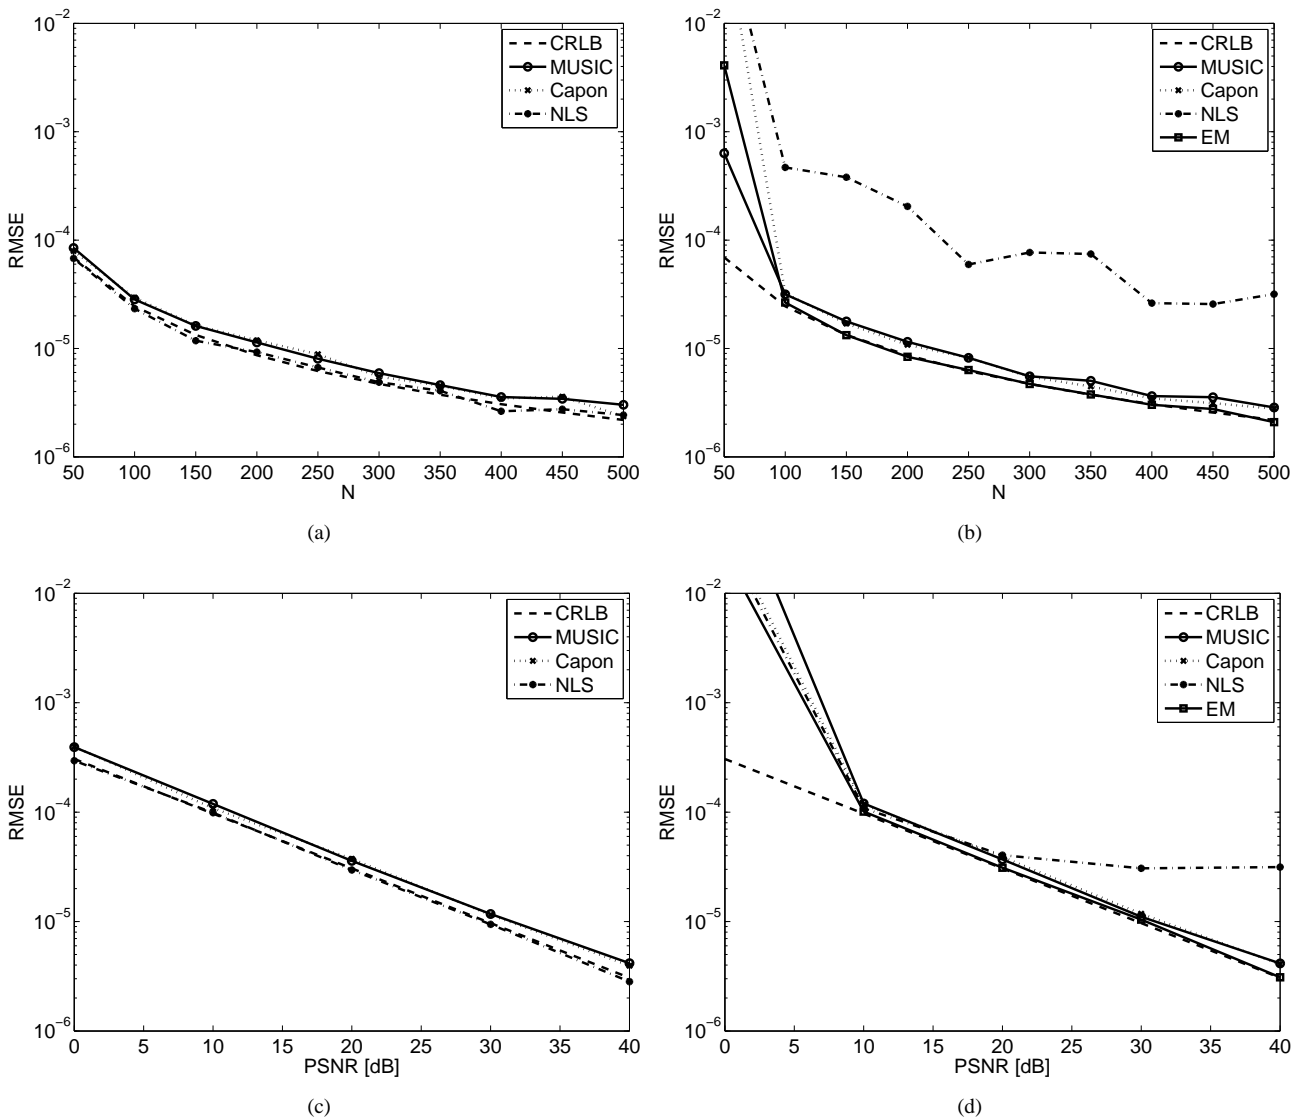 10^-2
10^-3
10^-4
10^-5
10^-6
RMSE
50 100 150 200 250 300 350 400 450 500
N
CRLB
MUSIC
Capon
NLS
(a)
10^-2
10^-3
10^-4
10^-5
10^-6
RMSE
50 100 150 200 250 300 350 400 450 500
N
CRLB
MUSIC
Capon
NLS
EM
(b)
10^-2
10^-3
10^-4
10^-5
10^-6
RMSE
0 5 10 15 20 25 30 35 40
PSNR [dB]
CRLB
MUSIC
Capon
NLS
(c)
10^-2
10^-3
10^-4
10^-5
10^-6
RMSE
0 5 10 15 20 25 30 35 40
PSNR [dB]
CRLB
MUSIC
Capon
NLS
EM
(d)